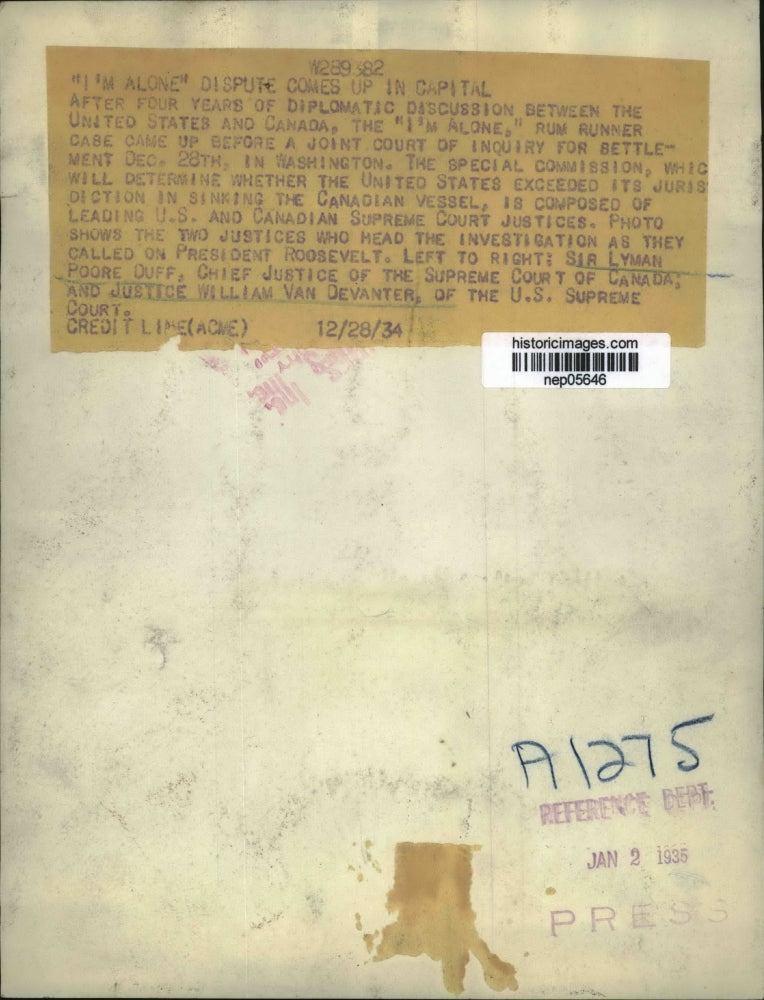 W289382
"I'M ALONE" DISPUTE COMES UP IN CAPITAL
AFTER FOUR YEARS OF DIPLOMATIC DISCUSSION BETWEEN THE
UNITED STATES AND CANADA, THE "I'M ALONE," RUM RUNNER
CASE CAME UP BEFORE A JOINT COURT OF INQUIRY FOR SETTLE-
MENT DEC. 28TH, IN WASHINGTON. THE SPECIAL COMMISSION, WHIC
WILL DETERMINE WHETHER THE UNITED STATES EXCEEDED ITS JURIS
DICTION IN SINKING THE CANADIAN VESSEL, IS COMPOSED OF
LEADING U.S. AND CANADIAN SUPREME COURT JUSTICES. PHOTO
SHOWS THE TWO JUSTICES WHO HEAD THE INVESTIGATION AS THEY
CALLED ON PRESIDENT ROOSEVELT. LEFT TO RIGHT: SIR LYMAN
POORE DUFF, CHIEF JUSTICE OF THE SUPREME COURT OF CANADA,
AND JUSTICE WILLIAM VAN DEVANTER, OF THE U.S. SUPREME
COURT.
CREDIT LINE(ACME) 12/28/34
historicimages.com
nep05646
Inc.
A1275
REFERENCE DEPT.
JAN 2 1935
PRESS